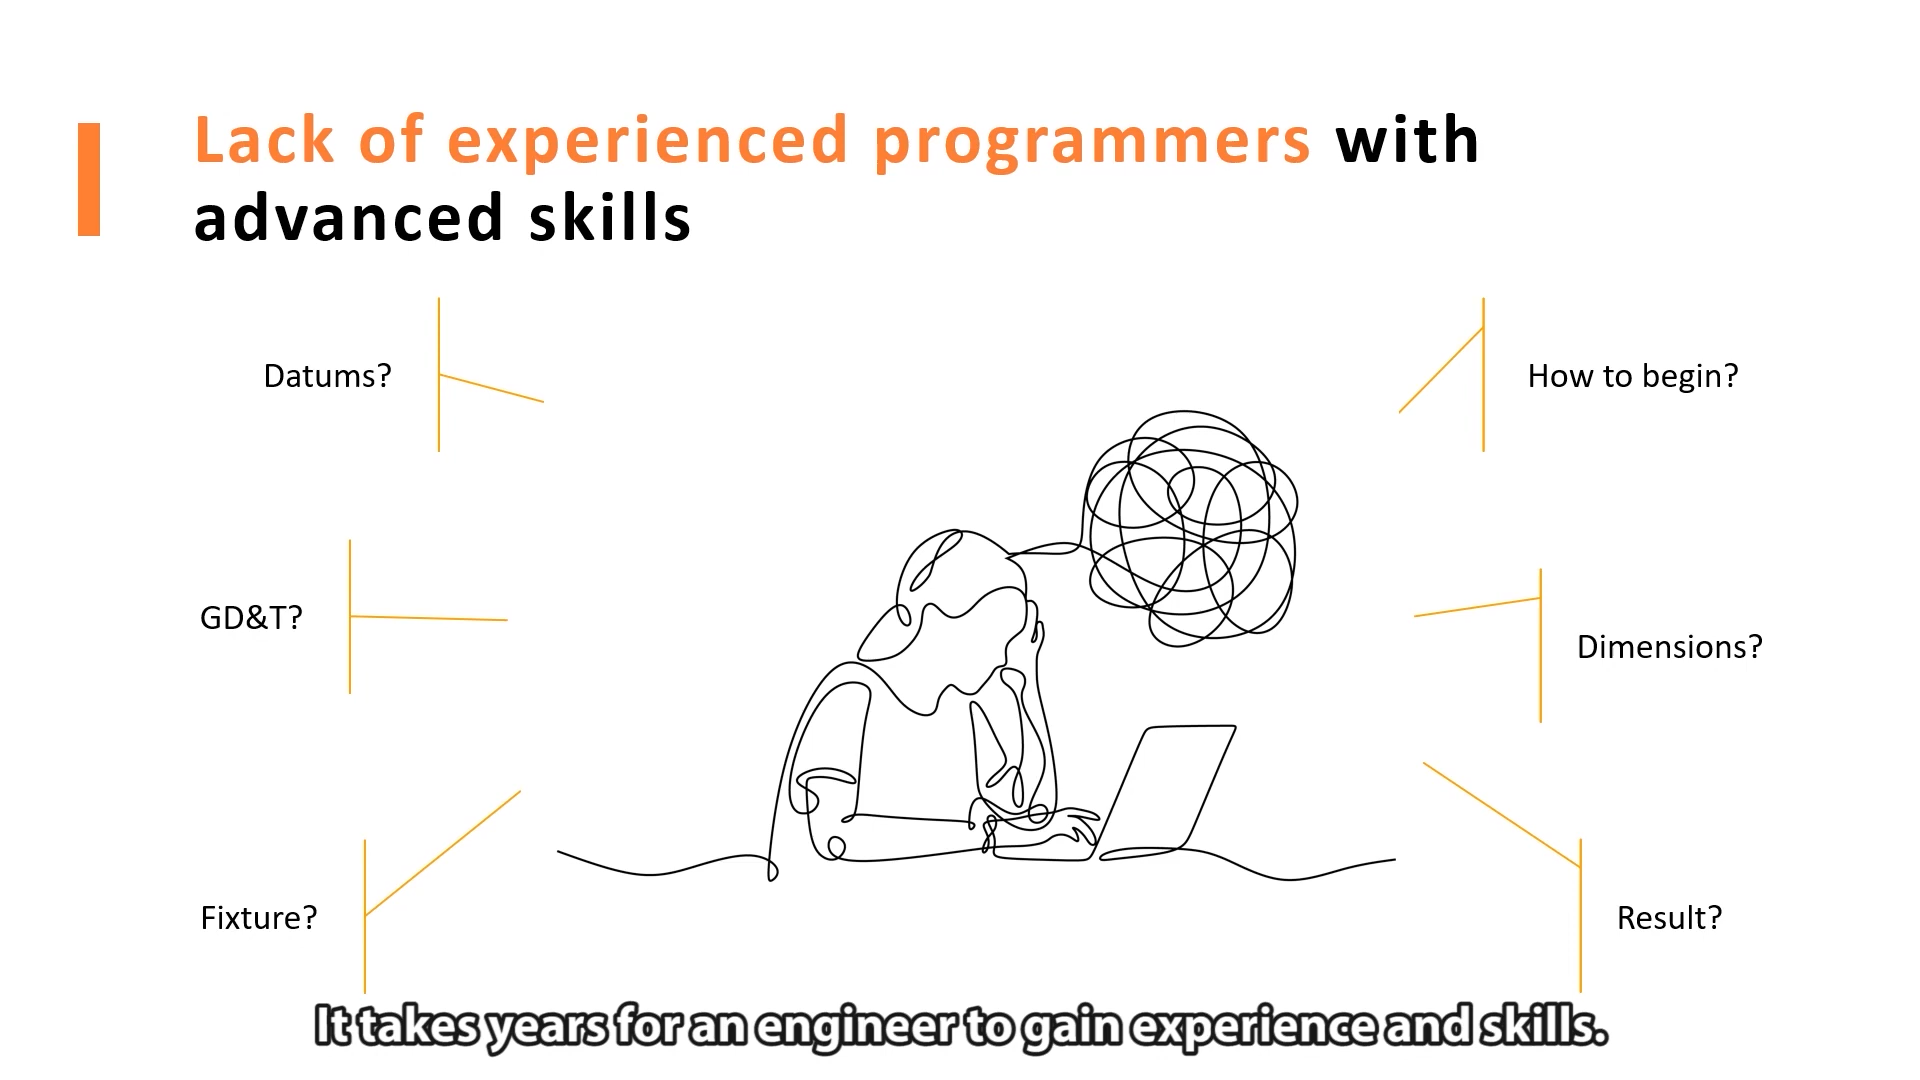 Lack of experienced programmers with
advanced skills
Datums?
How to begin?
GD&T?
Dimensions?
Fixture?
Result?
It takes years for an engineer to gain experience and skills.